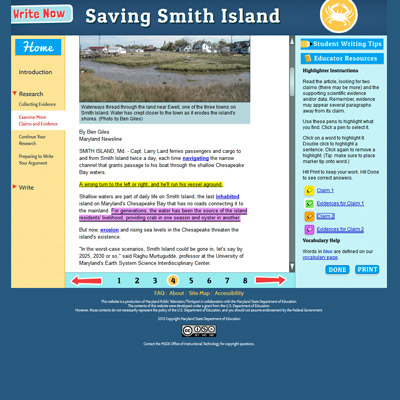 Write Now
Saving Smith Island
Home
Introduction
Research
Collecting Evidence
Examine More
Claims and Evidence
Continue Your
Research
Preparing to Write
Your Argument
Write
Waterways thread through the land near Ewell, one of the three towns on
Smith Island. Water has crept closer to the town as it erodes the island's
shores. (Photo by Ben Giles)
By Ben Giles
Maryland Newsline
SMITH ISLAND, Md. - Capt. Larry Laird ferries passengers and cargo to
and from Smith Island twice a day, each time navigating the narrow
channel that grants passage to his boat through the shallow Chesapeake
Bay waters.
A wrong turn to the left or right, and he'll run his vessel aground.
Shallow waters are part of daily life on Smith Island, the last inhabited
island on Maryland's Chesapeake Bay that has no roads connecting it to
the mainland. For generations, the water has been the source of the island
residents' livelihood, providing crab in one season and oyster in another.
But now, erosion and rising sea levels in the Chesapeake threaten the
island's existence.
"In the worst-case scenarios, Smith Island could be gone in, let's say by
2025, 2030 or so," said Raghu Murtugudde, professor at the University of
Maryland's Earth System Science Interdisciplinary Center.
1 2 3 4 5 6 7 8
Student Writing Tips
Educator Resources
Highlighter Instructions
Read the article, looking for two
claims (there may be more) and the
supporting scientific evidence
and/or data. Remember, evidence
may appear several paragraphs
away from its claim.
Use these pens to highlight what
you find. Click a pen to select it.
Click on a word to highlight it.
Double click to highlight a
sentence. Click again to remove a
highlight. (Tip: make sure to place
marker tip onto word.)
Hit Print to keep your work. Hit Done
to see correct answers.
Claim 1
Evidences for Claim 1
Claim 2
Evidences for Claim 2
Vocabulary Help
Words in blue are defined on our
vocabulary page.
DONE
PRINT
FAQ About Site Map Accessibility
This website is a production of Maryland Public Television/Thinkport in collaboration with the Maryland State Department of Education.
The contents of this website were developed under a grant from the U.S. Department of Education.
However, those contents do not necessarily represent the policy of the U.S. Department of Education, and you should not assume endorsement by the Federal Government.
2013 Copyright Maryland State Department of Education
Contact the MSDE Office of Instructional Technology for copyright questions.